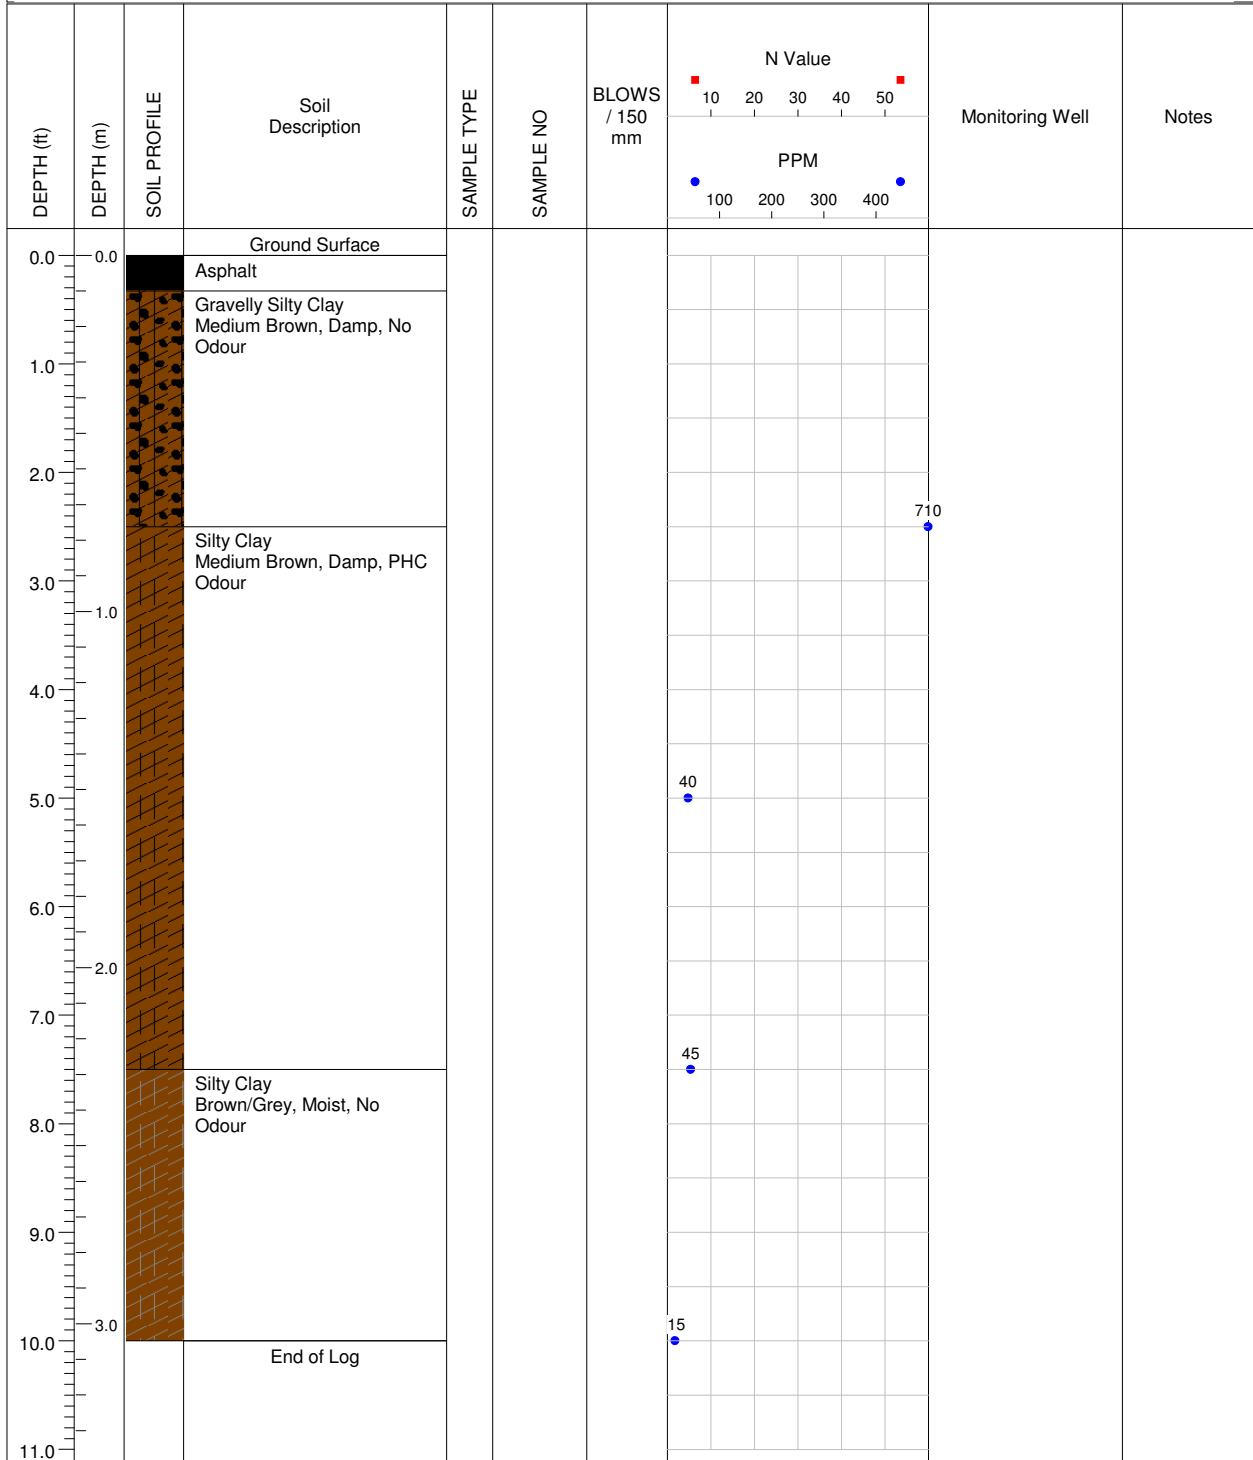 DEPTH (ft)
DEPTH (m)
SOIL PROFILE
Soil
Description
SAMPLE TYPE
SAMPLE NO
BLOWS
/ 150
mm
N Value
10 20 30 40 50
PPM
100 200 300 400
Monitoring Well
Notes
Ground Surface
0.0 0.0
Asphalt
Gravelly Silty Clay
Medium Brown, Damp, No
Odour
1.0
2.0
710
Silty Clay
Medium Brown, Damp, PHC
Odour
3.0
1.0
4.0
40
5.0
6.0
2.0
7.0
45
Silty Clay
Brown/Grey, Moist, No
Odour
8.0
9.0
3.0
15
10.0
End of Log
11.0